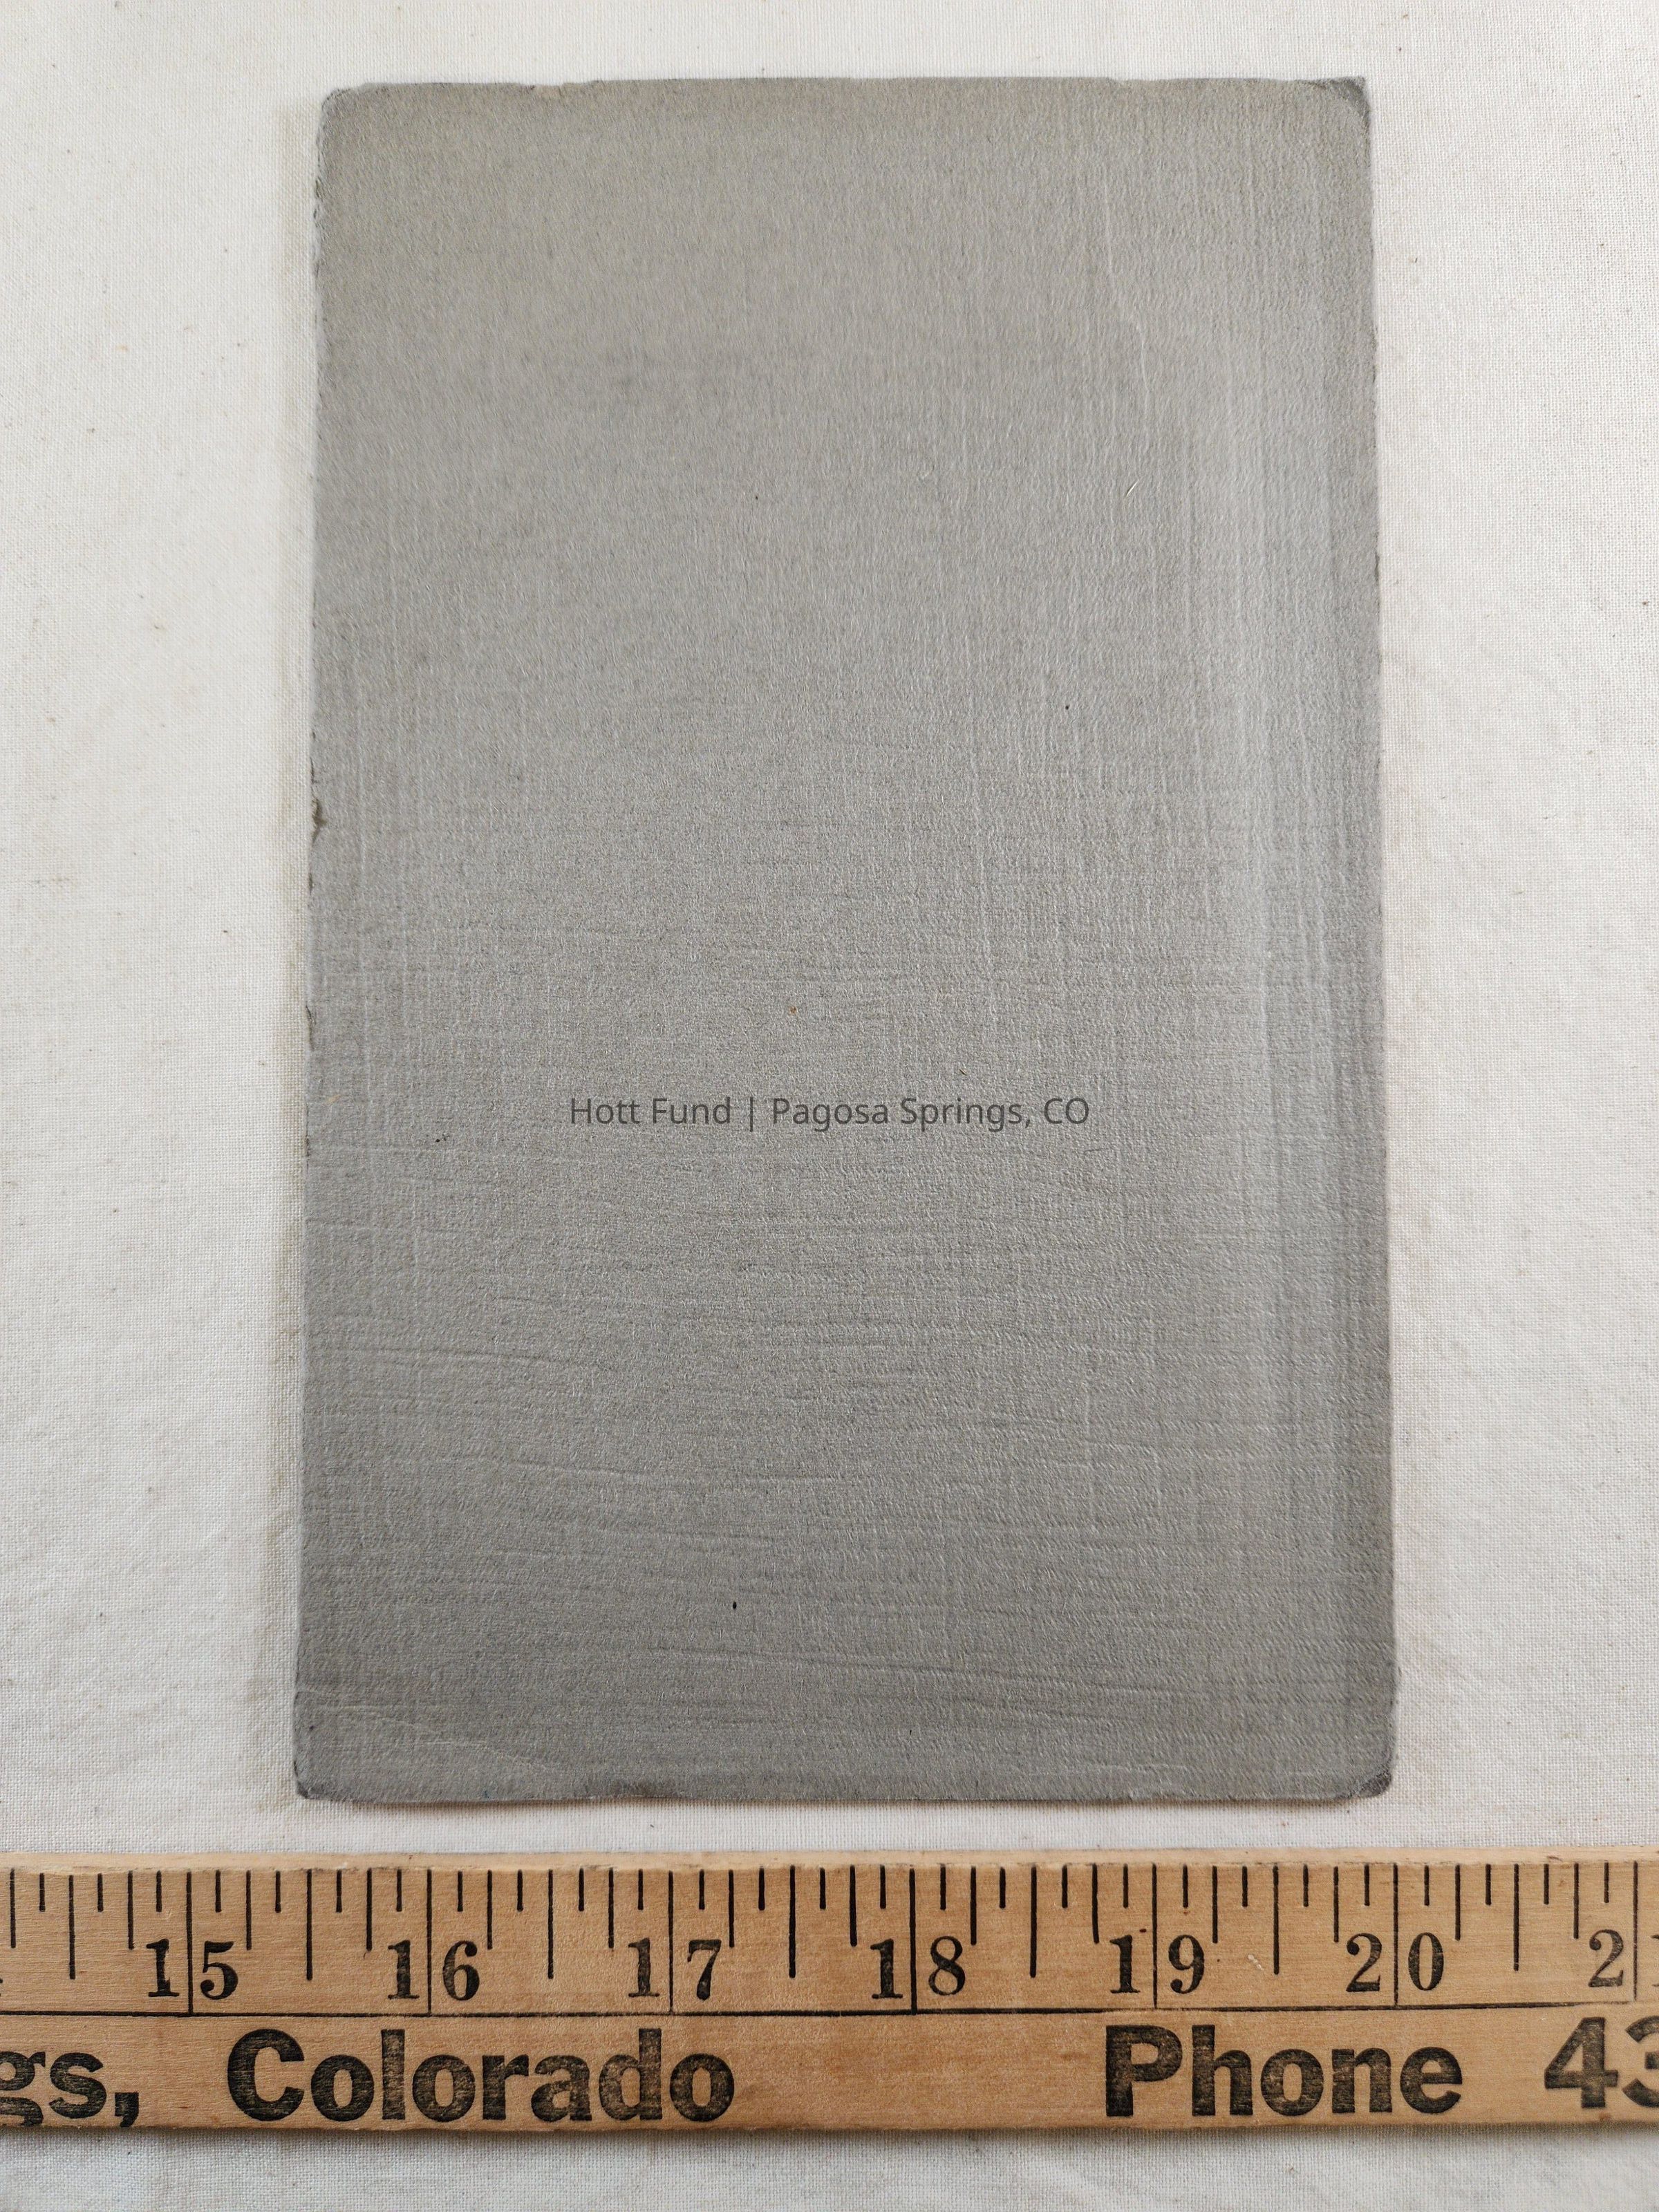 Hott Fund | Pagosa Springs, CO
15 16 17 18 19 20
gs, Colorado Phone 43